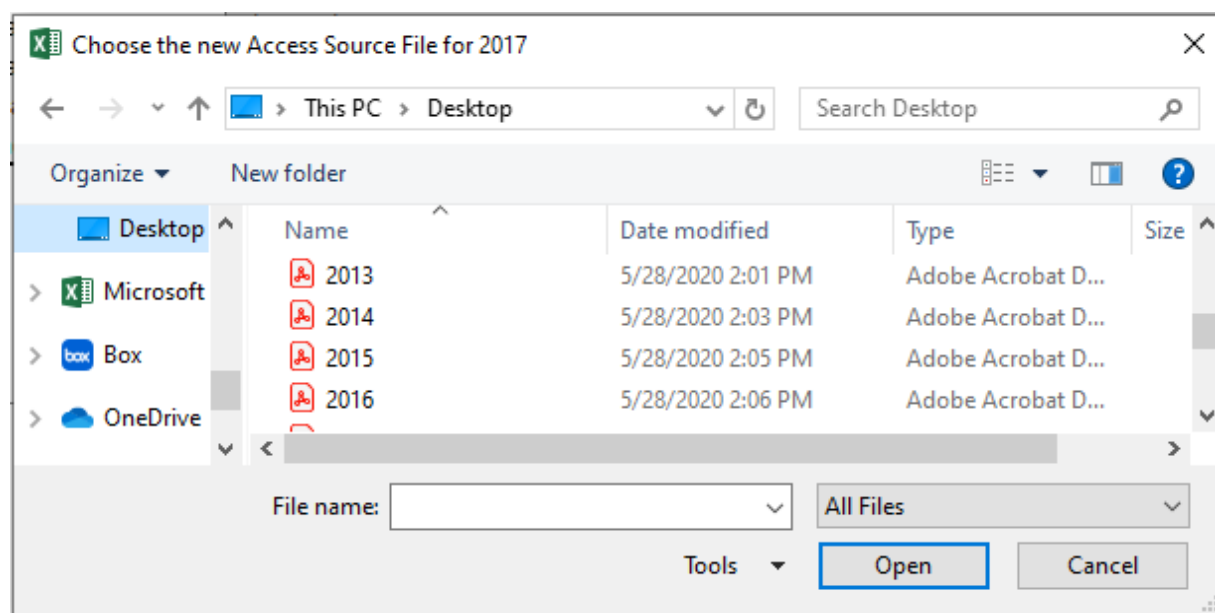 Choose the new Access Source File for 2017
This PC > Desktop
Search Desktop
Organize
New folder
Desktop
Microsoft
box Box
OneDrive
Name Date modified Type Size
2013 5/28/2020 2:01 PM Adobe Acrobat D...
2014 5/28/2020 2:03 PM Adobe Acrobat D...
2015 5/28/2020 2:05 PM Adobe Acrobat D...
2016 5/28/2020 2:06 PM Adobe Acrobat D...
File name:
All Files
Tools
Open
Cancel